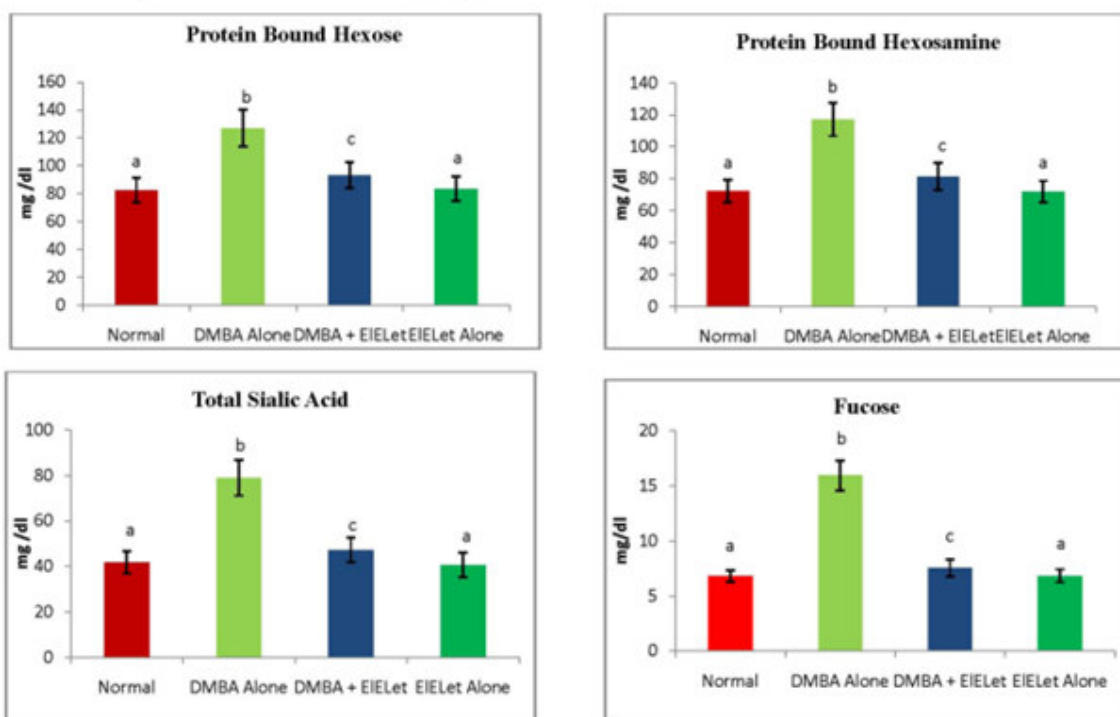 Protein Bound Hexose
160
140
120
100
80
60
40
20
0
mg /dl
a
b
c
a
Normal
DMBA Alone
DMBA + ElELet
ElELet Alone
Protein Bound Hexosamine
140
120
100
80
60
40
20
0
mg /dl
a
b
c
a
Normal
DMBA Alone
DMBA + ElELet
ElELet Alone
Total Sialic Acid
100
80
60
40
20
0
mg /dl
a
b
c
a
Normal
DMBA Alone
DMBA + ElELet
ElELet Alone
Fucose
20
15
10
5
0
mg/dl
a
b
c
a
Normal
DMBA Alone
DMBA + ElELet
ElELet Alone